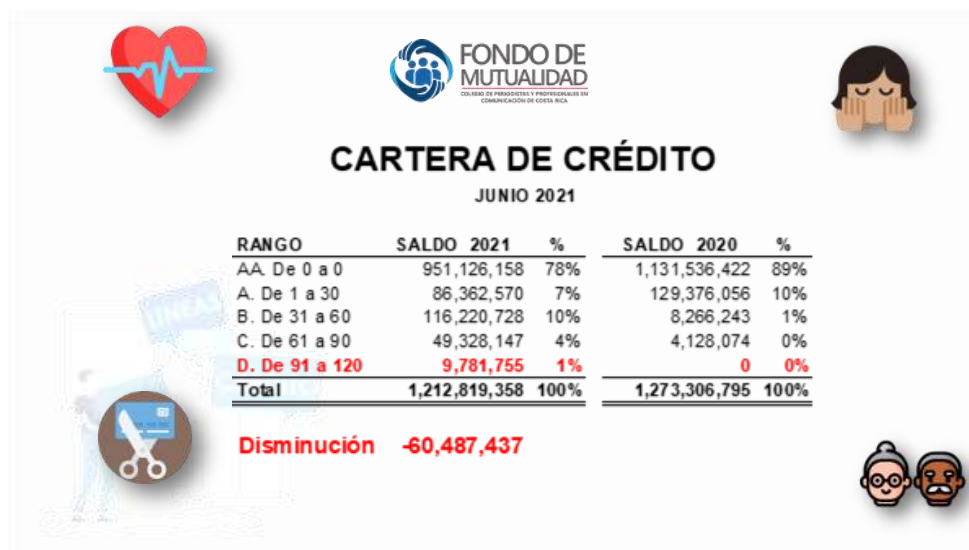 FONDO DE
MUTUALIDAD
COLEGIO DE PERIODISTAS Y PROFESIONALES EN
COMUNICACIÓN DE COSTA RICA
CARTERA DE CRÉDITO
JUNIO 2021
RANGO SALDO 2021 % SALDO 2020 %
AA. De 0 a 0 951,126,158 78% 1,131,536,422 89%
A. De 1 a 30 86,362,570 7% 129,376,056 10%
B. De 31 a 60 116,220,728 10% 8,266,243 1%
C. De 61 a 90 49,328,147 4% 4,128,074 0%
D. De 91 a 120 9,781,755 1% 0 0%
Total 1,212,819,358 100% 1,273,306,795 100%
Disminución -60,487,437